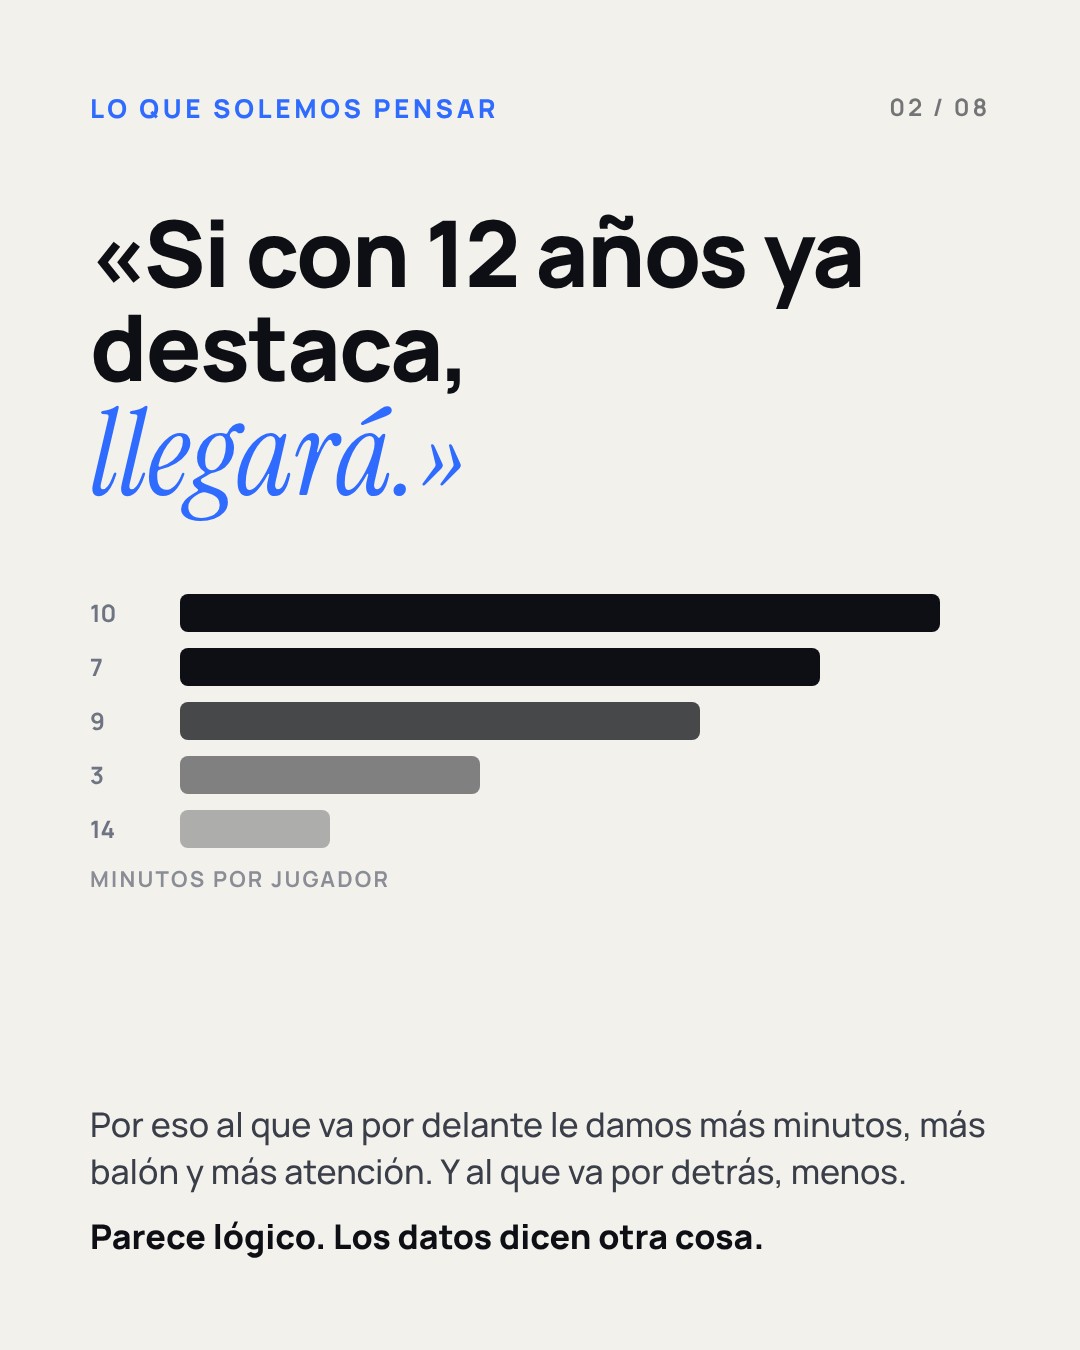 LO QUE SOLEMOS PENSAR
02 / 08
«Si con 12 años ya
destaca,
llegará.»
10
7
9
3
14
MINUTOS POR JUGADOR
Por eso al que va por delante le damos más minutos, más
balón y más atención. Y al que va por detrás, menos.
Parece lógico. Los datos dicen otra cosa.